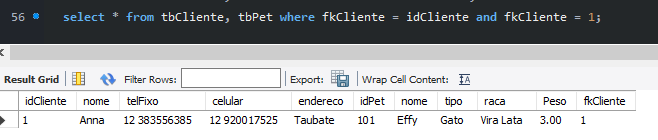 56 select * from tbCliente, tbPet where fkCliente = idCliente and fkCliente = 1;
Result Grid Filter Rows: Export: Wrap Cell Content:
idCliente nome telFixo celular endereco idPet nome tipo raca Peso fkCliente
1 Anna 12 383556385 12 920017525 Taubate 101 Effy Gato Vira Lata 3.00 1